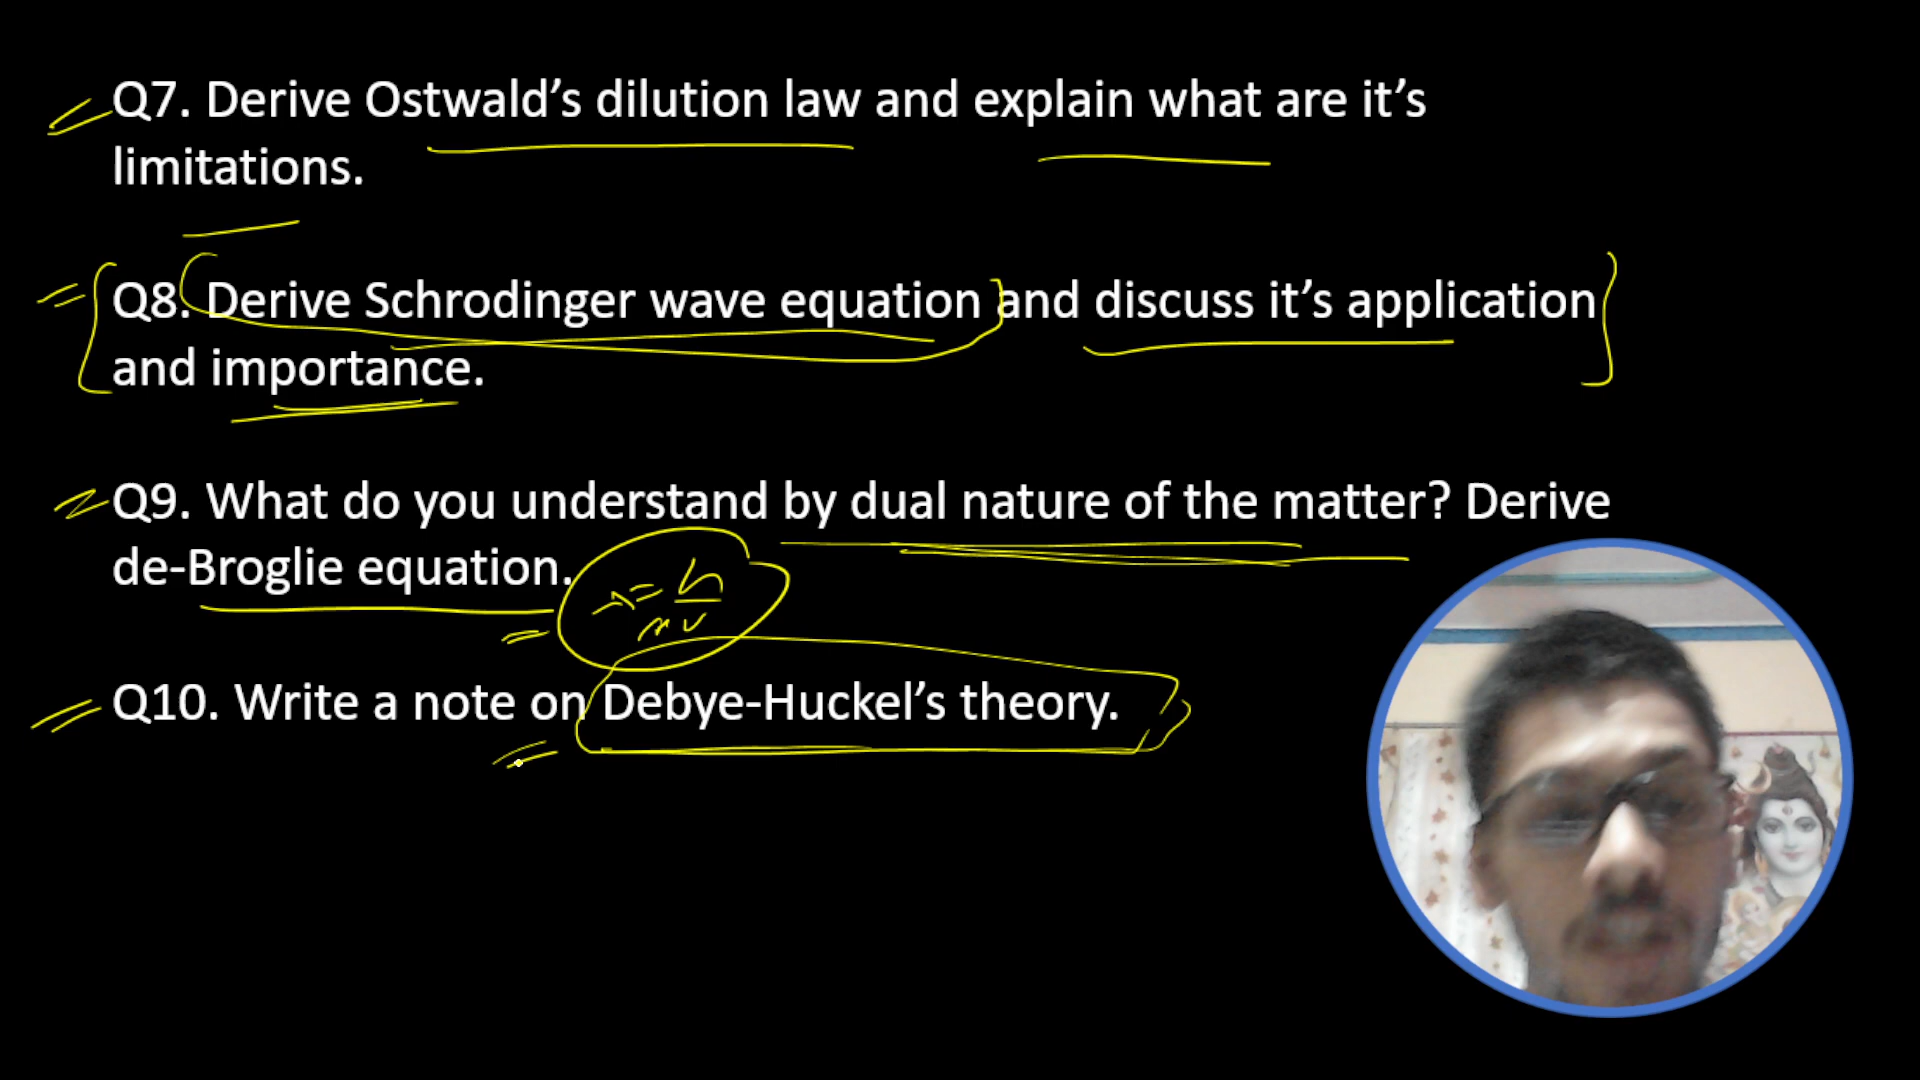 Q7. Derive Ostwald’s dilution law and explain what are it’s
limitations.
Q8. Derive Schrodinger wave equation and discuss it’s application
and importance.
Q9. What do you understand by dual nature of the matter? Derive
de-Broglie equation.
λ = h
mv
Q10. Write a note on Debye-Huckel’s theory.